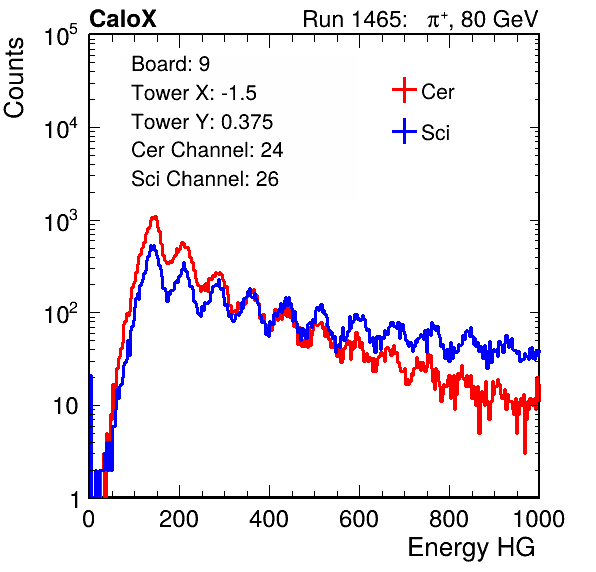 CaloX Run 1465: π⁺, 80 GeV
Counts
10⁵
10⁴
10³
10²
10
1
Board: 9
Tower X: -1.5
Tower Y: 0.375
Cer Channel: 24
Sci Channel: 26
Cer
Sci
0 200 400 600 800 1000
Energy HG